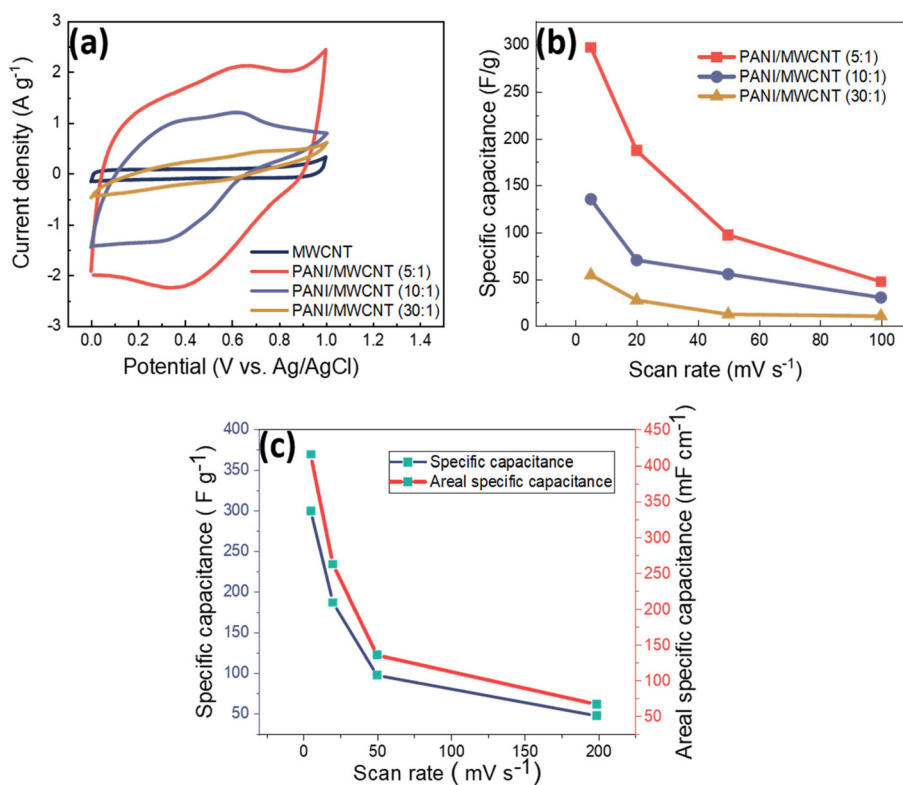 (a)
Current density (A g⁻¹)
3
2
1
0
-1
-2
-3
MWCNT
PANI/MWCNT (5:1)
PANI/MWCNT (10:1)
PANI/MWCNT (30:1)
0.0 0.2 0.4 0.6 0.8 1.0 1.2 1.4
Potential (V vs. Ag/AgCl)
(b)
Specific capacitance (F/g)
300
250
200
150
100
50
0
PANI/MWCNT (5:1)
PANI/MWCNT (10:1)
PANI/MWCNT (30:1)
0 20 40 60 80 100
Scan rate (mV s⁻¹)
(c)
Specific capacitance ( F g⁻¹)
400
350
300
250
200
150
100
50
Specific capacitance
Areal specific capacitance
450
400
350
300
250
200
150
100
50
Areal specific capacitance (mF cm⁻¹)
0 50 100 150 200
Scan rate ( mV s⁻¹)